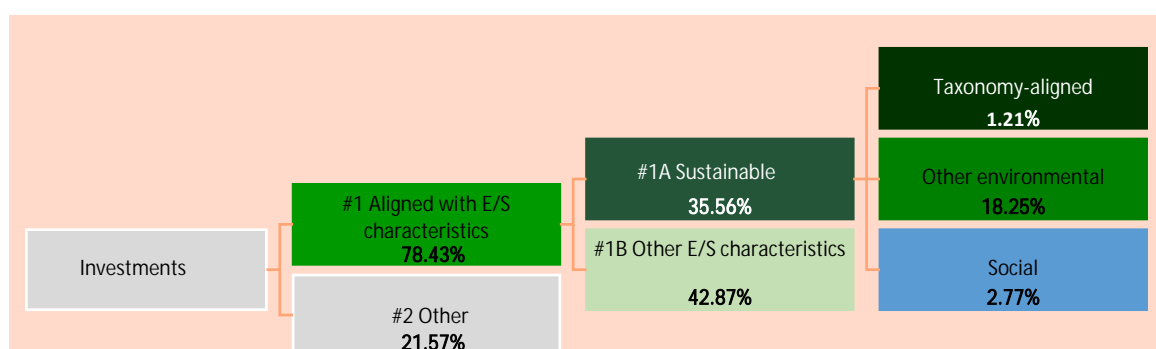 Investments
#1 Aligned with E/S
characteristics
78.43%
#2 Other
21.57%
#1A Sustainable
35.56%
#1B Other E/S characteristics
42.87%
Taxonomy-aligned
1.21%
Other environmental
18.25%
Social
2.77%